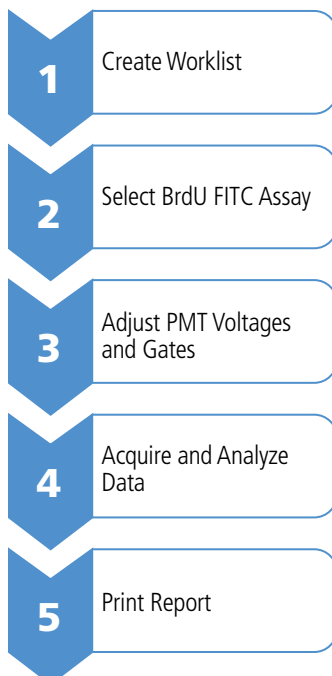 1
Create Worklist
2
Select BrdU FITC Assay
3
Adjust PMT Voltages
and Gates
4
Acquire and Analyze
Data
5
Print Report